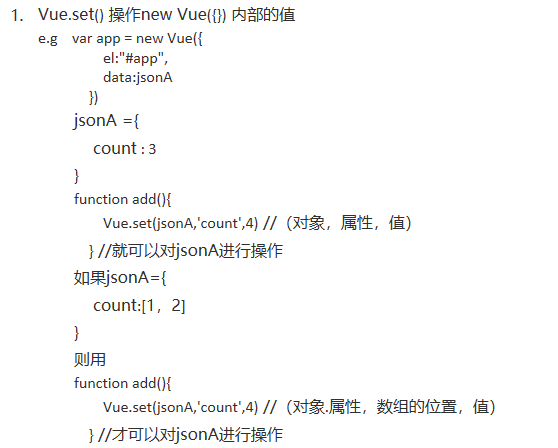 1. Vue.set() 操作new Vue({}) 内部的值
e.g var app = new Vue({
el:"#app",
data:jsonA
})
jsonA ={
count : 3
}
function add(){
Vue.set(jsonA,'count',4) //（对象，属性，值）
} //就可以对jsonA进行操作
如果jsonA={
count:[1，2]
}
则用
function add(){
Vue.set(jsonA,'count',4) //（对象.属性，数组的位置，值）
} //才可以对jsonA进行操作